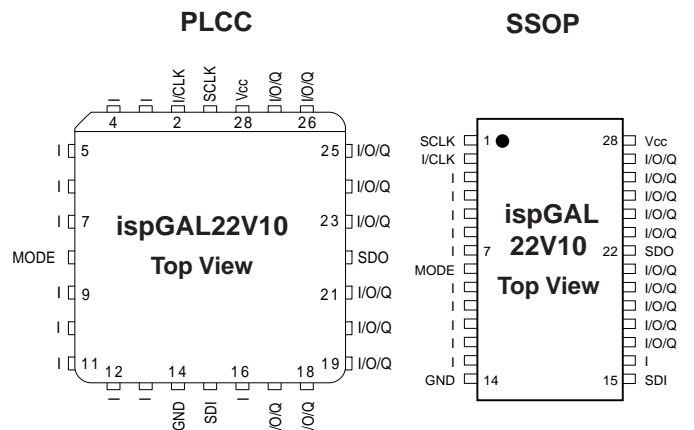 PLCC
I I I/CLK SCLK Vcc I/O/Q I/O/Q
4 2 28 26
I 5 25 I/O/Q
I I/O/Q
I 7 23 I/O/Q
ispGAL22V10
MODE SDO
Top View
I 9 21 I/O/Q
I I/O/Q
I 11 19 I/O/Q
12 14 16 18
I I GND SDI I I/O/Q I/O/Q
SSOP
SCLK 1 28 Vcc
I/CLK I/O/Q
I I/O/Q
I I/O/Q
I I/O/Q
ispGAL
I I/O/Q
22V10
I 7 22 SDO
MODE I/O/Q
Top View
I I/O/Q
I I/O/Q
I I/O/Q
I I/O/Q
I I
GND 14 15 SDI